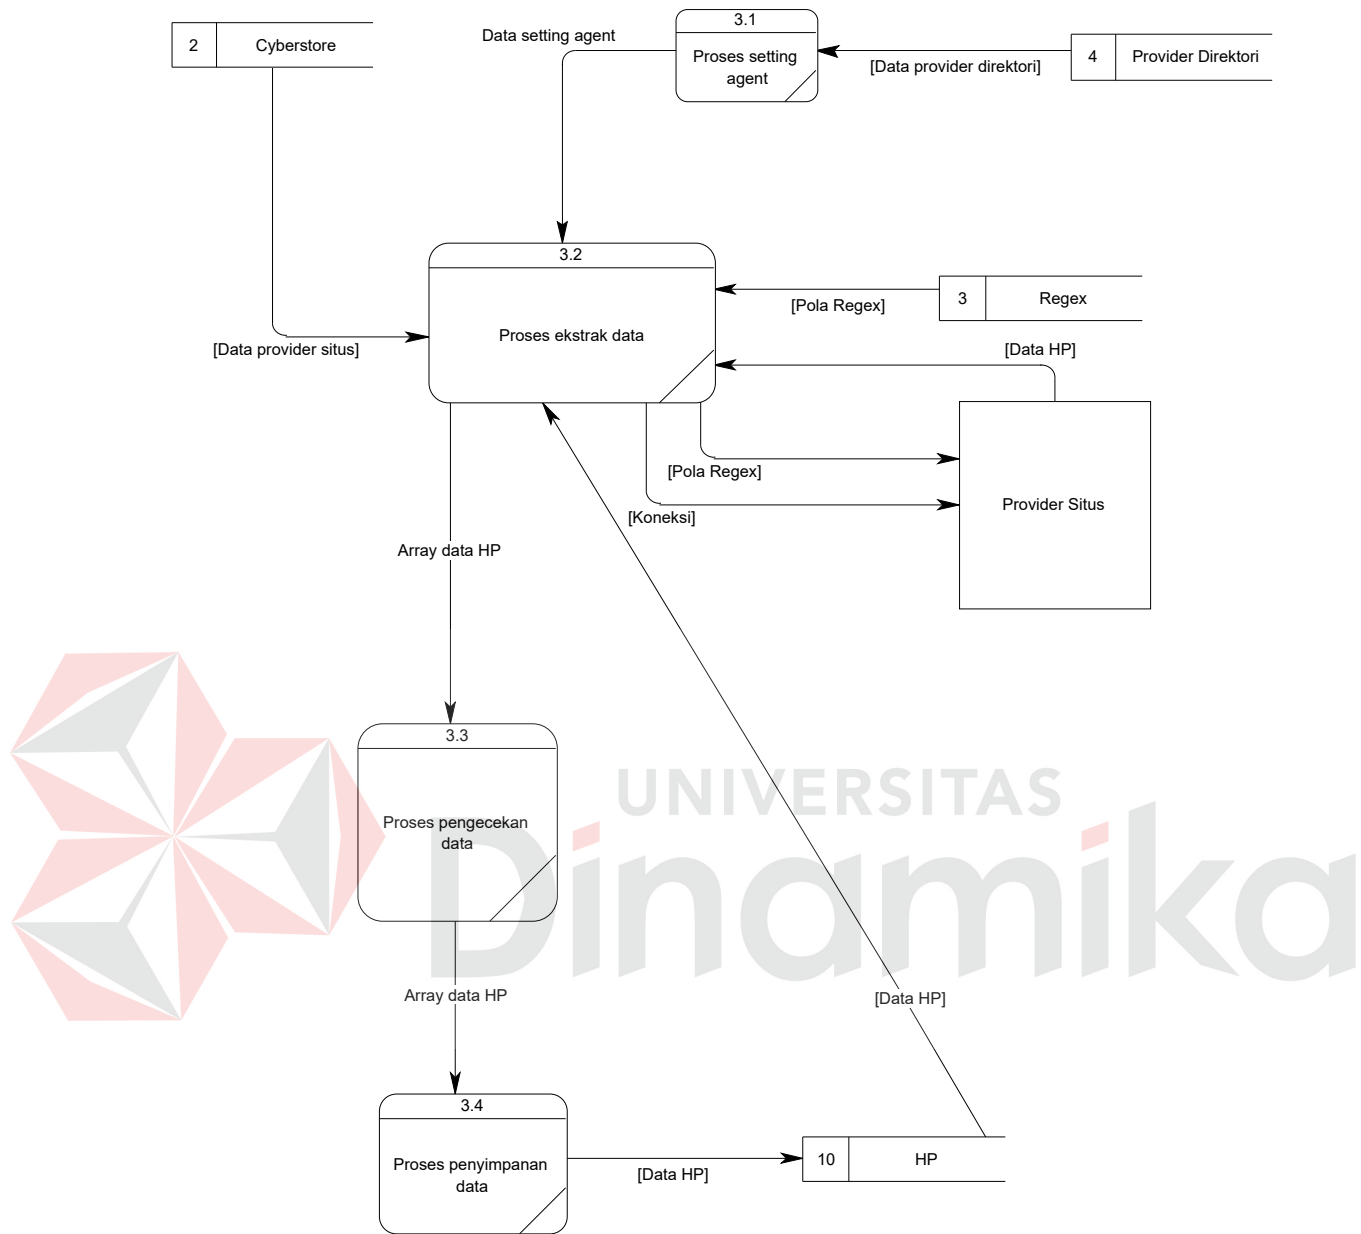 3.1
2
Cyberstore
Data setting agent
Proses setting
agent
[Data provider direktori]
4
Provider Direktori
3.2
Proses ekstrak data
[Data provider situs]
[Pola Regex]
3
Regex
[Data HP]
[Pola Regex]
[Koneksi]
Provider Situs
Array data HP
3.3
Proses pengecekan
data
UNIVERSITAS
Dinamika
Array data HP
[Data HP]
3.4
Proses penyimpanan
data
[Data HP]
10
HP